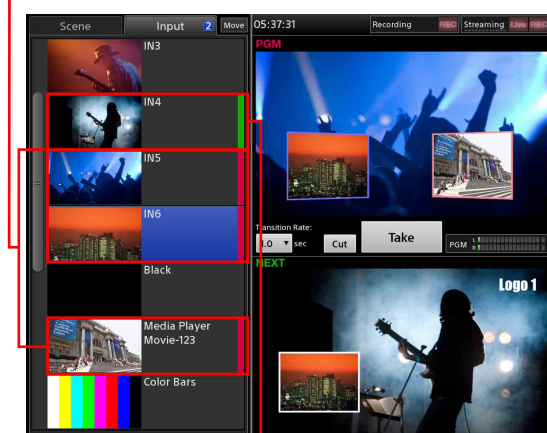 Scene
Input
2
Move
05:37:31
Recording
REC
Streaming
Live
REC
IN3
PGM
IN4
IN5
IN6
Transition Rate:
1.0 ▼ sec
Cut
Take
PGM
L
R
NEXT
Black
Logo 1
Media Player
Movie-123
Color Bars